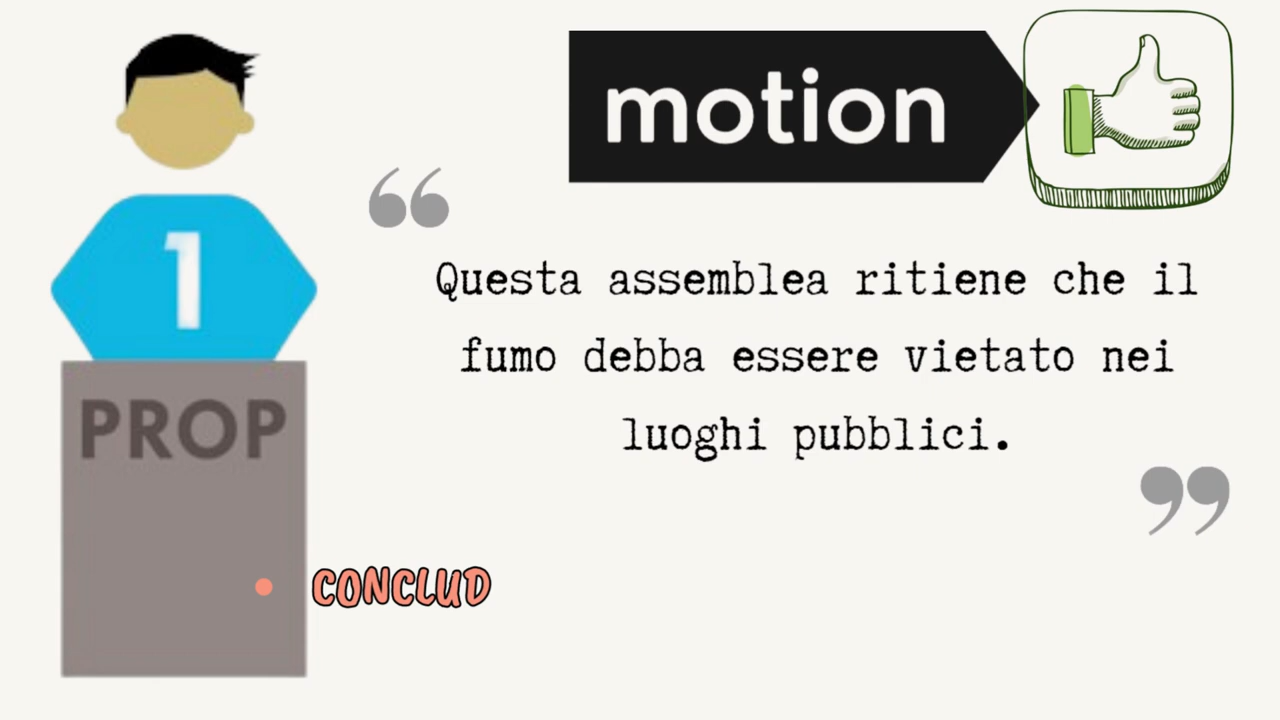 motion
1
“
Questa assemblea ritiene che il
fumo debba essere vietato nei
luoghi pubblici.
”
PROP
• CONCLUD